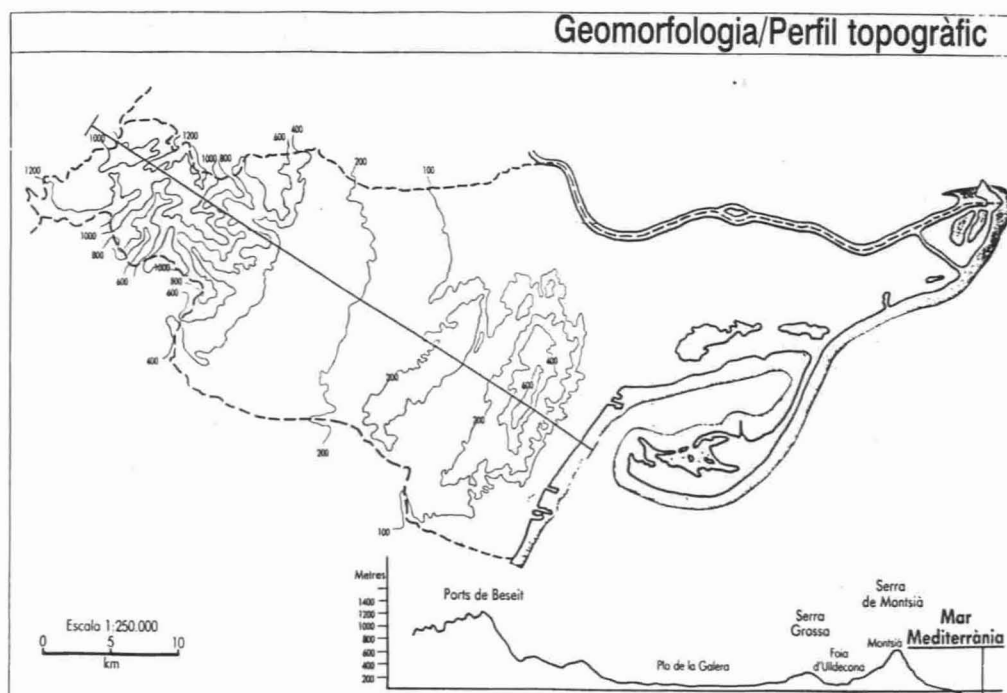 Geomorfologia/Perfil topogràfic
1000
1200
1000 800
600
400
200
100
1200
1000
800
600
1000
800
600
400
200
200
200
600
100
Escala 1:250.000
0 5 10
km
Metres
1400
1200
1000
800
600
400
200
Ports de Beseit
Pla de la Galera
Serra
Grossa
Foia
d'Ulldecona
Serra
de Montsià
Montsià
Mar
Mediterrània